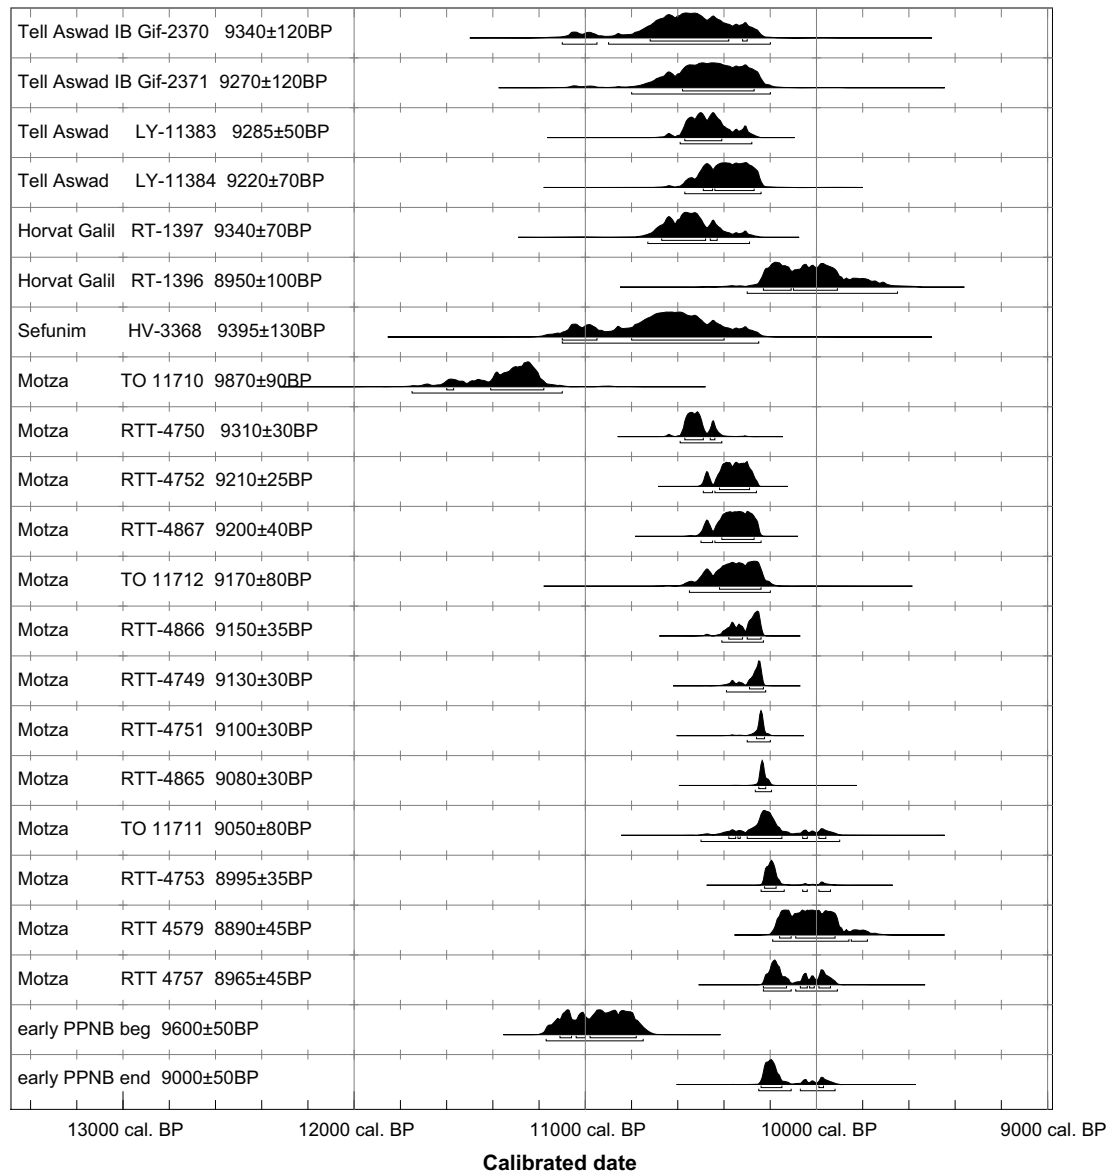 Tell Aswad IB Gif-2370 9340±120BP
Tell Aswad IB Gif-2371 9270±120BP
Tell Aswad LY-11383 9285±50BP
Tell Aswad LY-11384 9220±70BP
Horvat Galil RT-1397 9340±70BP
Horvat Galil RT-1396 8950±100BP
Sefunim HV-3368 9395±130BP
Motza TO 11710 9870±90BP
Motza RTT-4750 9310±30BP
Motza RTT-4752 9210±25BP
Motza RTT-4867 9200±40BP
Motza TO 11712 9170±80BP
Motza RTT-4866 9150±35BP
Motza RTT-4749 9130±30BP
Motza RTT-4751 9100±30BP
Motza RTT-4865 9080±30BP
Motza TO 11711 9050±80BP
Motza RTT-4753 8995±35BP
Motza RTT 4579 8890±45BP
Motza RTT 4757 8965±45BP
early PPNB beg 9600±50BP
early PPNB end 9000±50BP
13000 cal. BP 12000 cal. BP 11000 cal. BP 10000 cal. BP 9000 cal. BP
Calibrated date